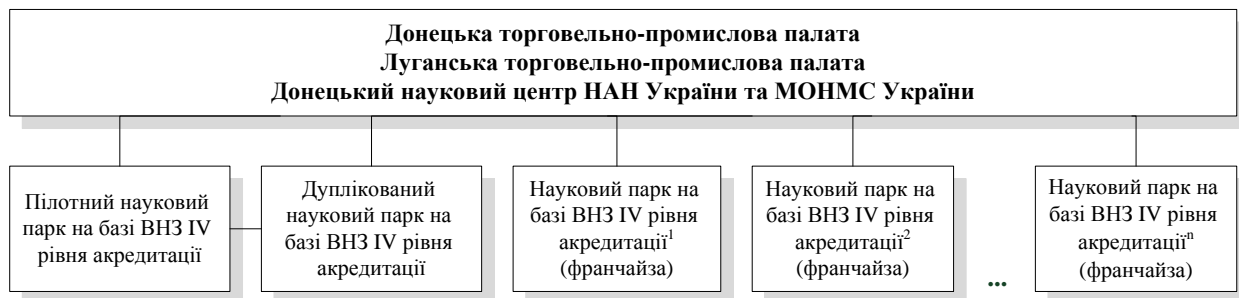 Донецька торговельно-промислова палата
Луганська торговельно-промислова палата
Донецький науковий центр НАН України та МОНМС України
Пілотний науковий
парк на базі ВНЗ IV
рівня акредитації
Дуплікований
науковий парк на
базі ВНЗ IV рівня
акредитації
Науковий парк на
базі ВНЗ IV рівня
акредитації¹
(франчайза)
Науковий парк на
базі ВНЗ IV рівня
акредитації²
(франчайза)
...
Науковий парк на
базі ВНЗ IV рівня
акредитаціїⁿ
(франчайза)